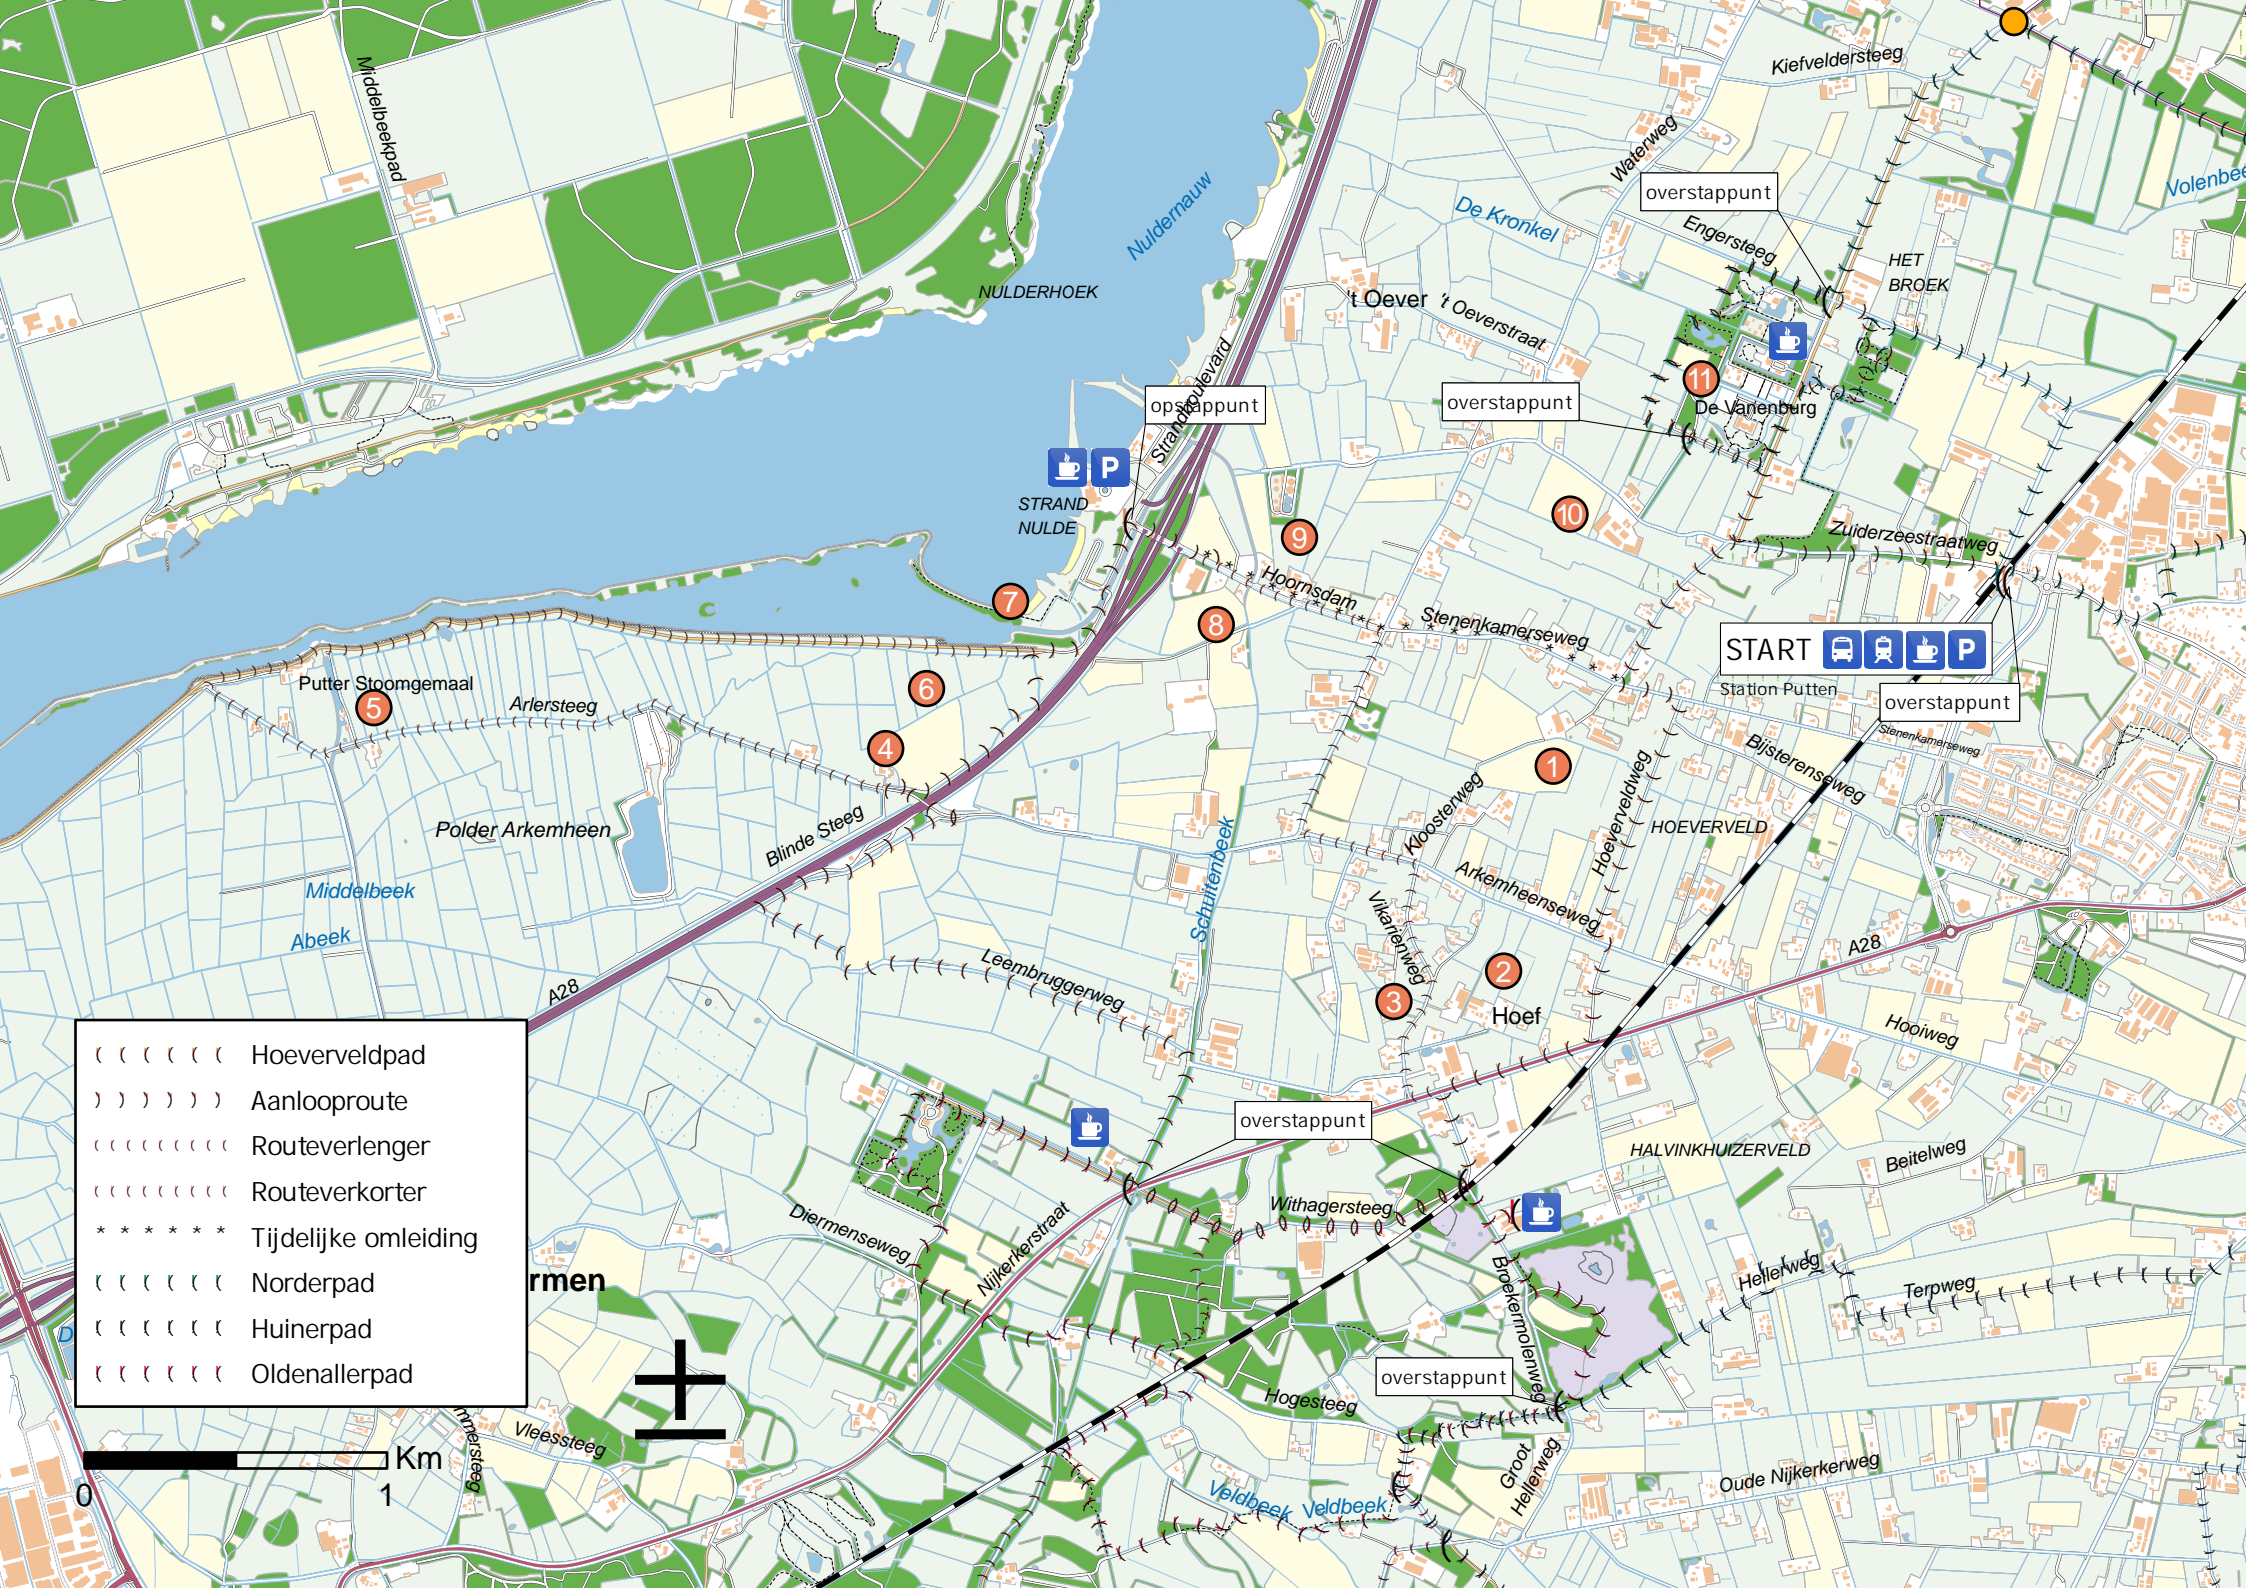 Kiefveldersteeg
Middelbeekpad
Waterweg
overstappunt
Volenbee
Nuldernauw
De Kronkel
Engersteeg
HET
BROEK
NULDERHOEK
't Oever
't Oeverstraat
Strandboulevard
opstappunt
overstappunt
11
De Vanenburg
P
STRAND
NULDE
10
9
Zuiderzeestraatweg
Hoornsdam
7
8
Stenenkamerseweg
START
P
Station Putten
overstappunt
Putter Stoomgemaal
5
Arlersteeg
6
4
Stenenkamerseweg
Bijsterenseweg
1
Kloosterweg
Hoeverveldweg
HOEVERVELD
Polder Arkemheen
Blinde Steeg
Middelbeek
Abeek
Schuitenbeek
Arkemheenseweg
Vikarienweg
A28
A28
Leembruggerweg
2
3
Hoef
Hooiweg
Hoeverveldpad
Aanlooproute
Routeverlenger
Routeverkorter
Tijdelijke omleiding
Norderpad
Huinerpad
Oldenallerpad
overstappunt
HALVINKHUIZERVELD
Beitelweg
Withagersteeg
Diermenseweg
Nijkerkerstraat
rmen
D
Broekermolenweg
Hellerweg
Terpweg
overstappunt
Hogesteeg
mmersteeg
Vleessteeg
Km
0
1
Groot
Hellerweg
Oude Nijkerkerweg
Veldbeek
Veldbeek